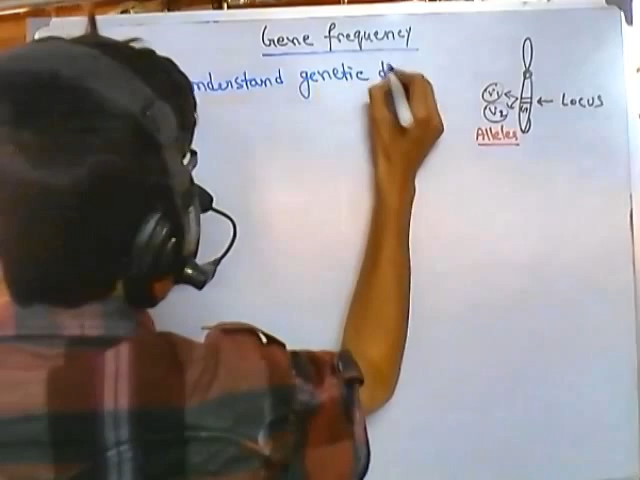 Gene frequency
nderstand genetic d
V1
V2
Locus
Alleles